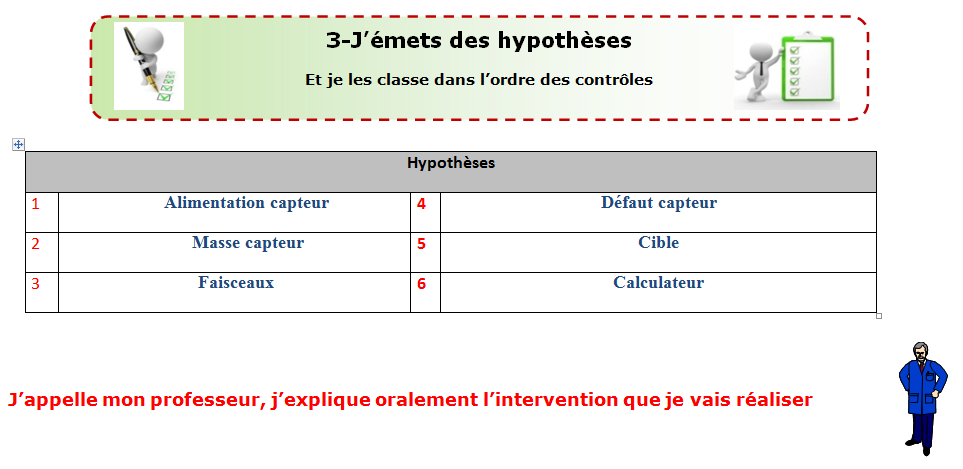 3-J’émets des hypothèses
Et je les classe dans l’ordre des contrôles
Hypothèses
1 Alimentation capteur 4 Défaut capteur
2 Masse capteur 5 Cible
3 Faisceaux 6 Calculateur
J’appelle mon professeur, j’explique oralement l’intervention que je vais réaliser